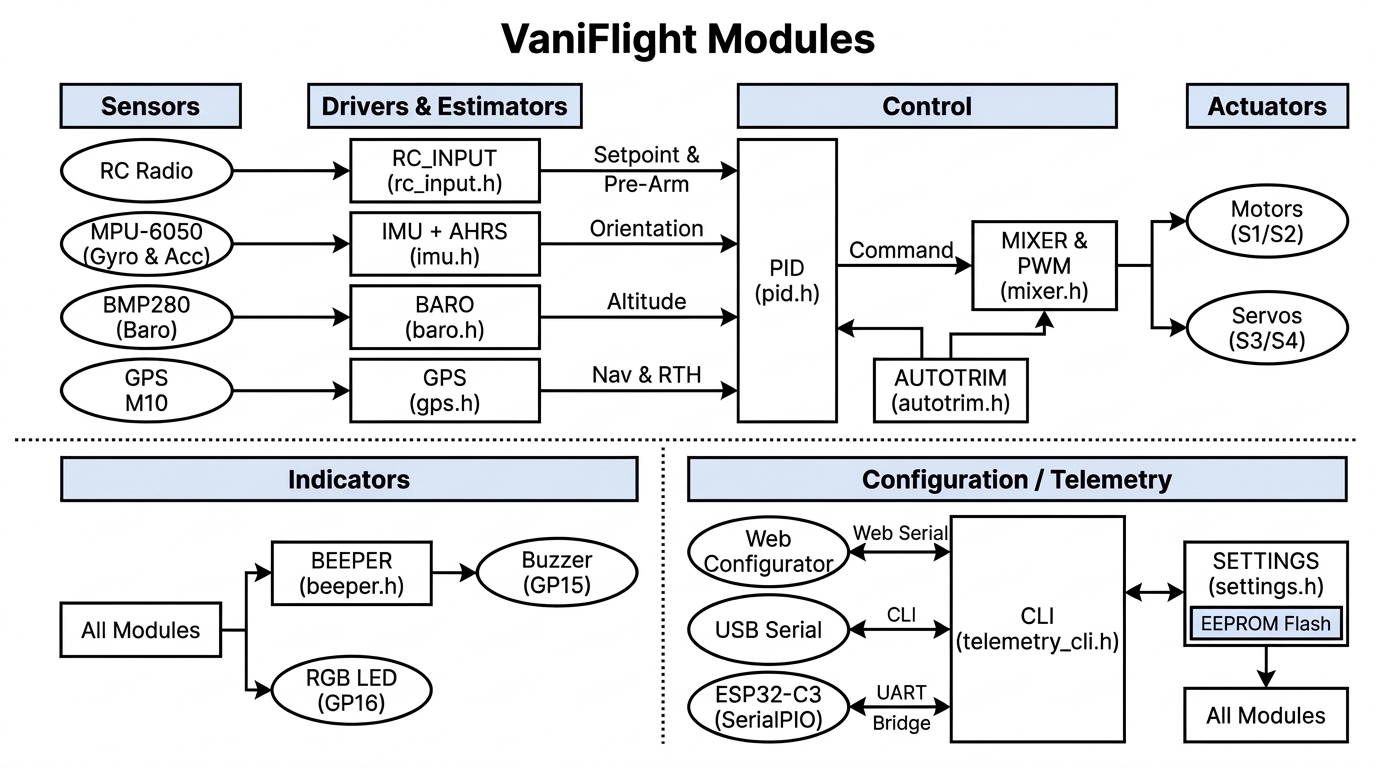 VaniFlight Modules
Sensors
Drivers & Estimators
Control
Actuators
RC Radio
RC_INPUT
(rc_input.h)
Setpoint &
Pre-Arm
MPU-6050
(Gyro & Acc)
IMU + AHRS
(imu.h)
Orientation
BMP280
(Baro)
BARO
(baro.h)
Altitude
GPS
M10
GPS
(gps.h)
Nav & RTH
PID
(pid.h)
Command
MIXER &
PWM
(mixer.h)
AUTOTRIM
(autotrim.h)
Motors
(S1/S2)
Servos
(S3/S4)
Indicators
All Modules
BEEPER
(beeper.h)
Buzzer
(GP15)
RGB LED
(GP16)
Configuration / Telemetry
Web
Configurator
Web Serial
USB Serial
CLI
ESP32-C3
(SerialPIO)
UART
Bridge
CLI
(telemetry_cli.h)
SETTINGS
(settings.h)
EEPROM Flash
All Modules